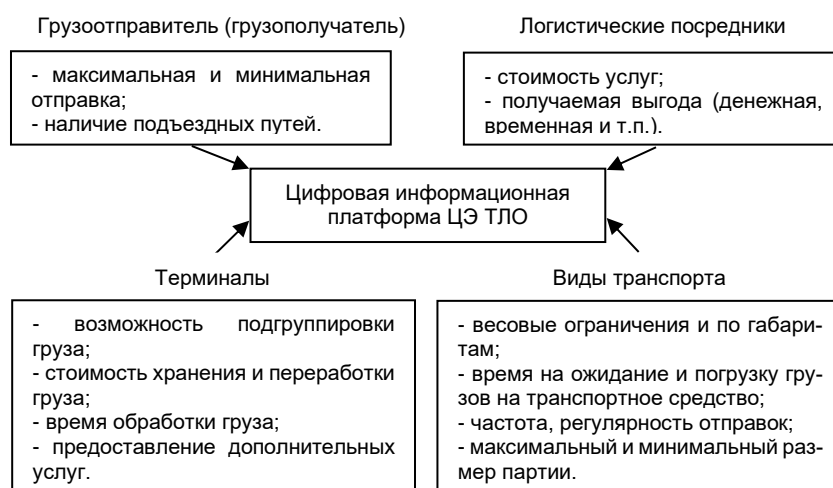 Грузоотправитель (грузополучатель)
- максимальная и минимальная
отправка;
- наличие подъездных путей.
Логистические посредники
- стоимость услуг;
- получаемая выгода (денежная,
временная и т.п.).
Цифровая информационная
платформа ЦЭ ТЛО
Терминалы
- возможность подгруппировки
груза;
- стоимость хранения и переработки
груза;
- время обработки груза;
- предоставление дополнительных
услуг.
Виды транспорта
- весовые ограничения и по габари-
там;
- время на ожидание и погрузку гру-
зов на транспортное средство;
- частота, регулярность отправок;
- максимальный и минимальный раз-
мер партии.